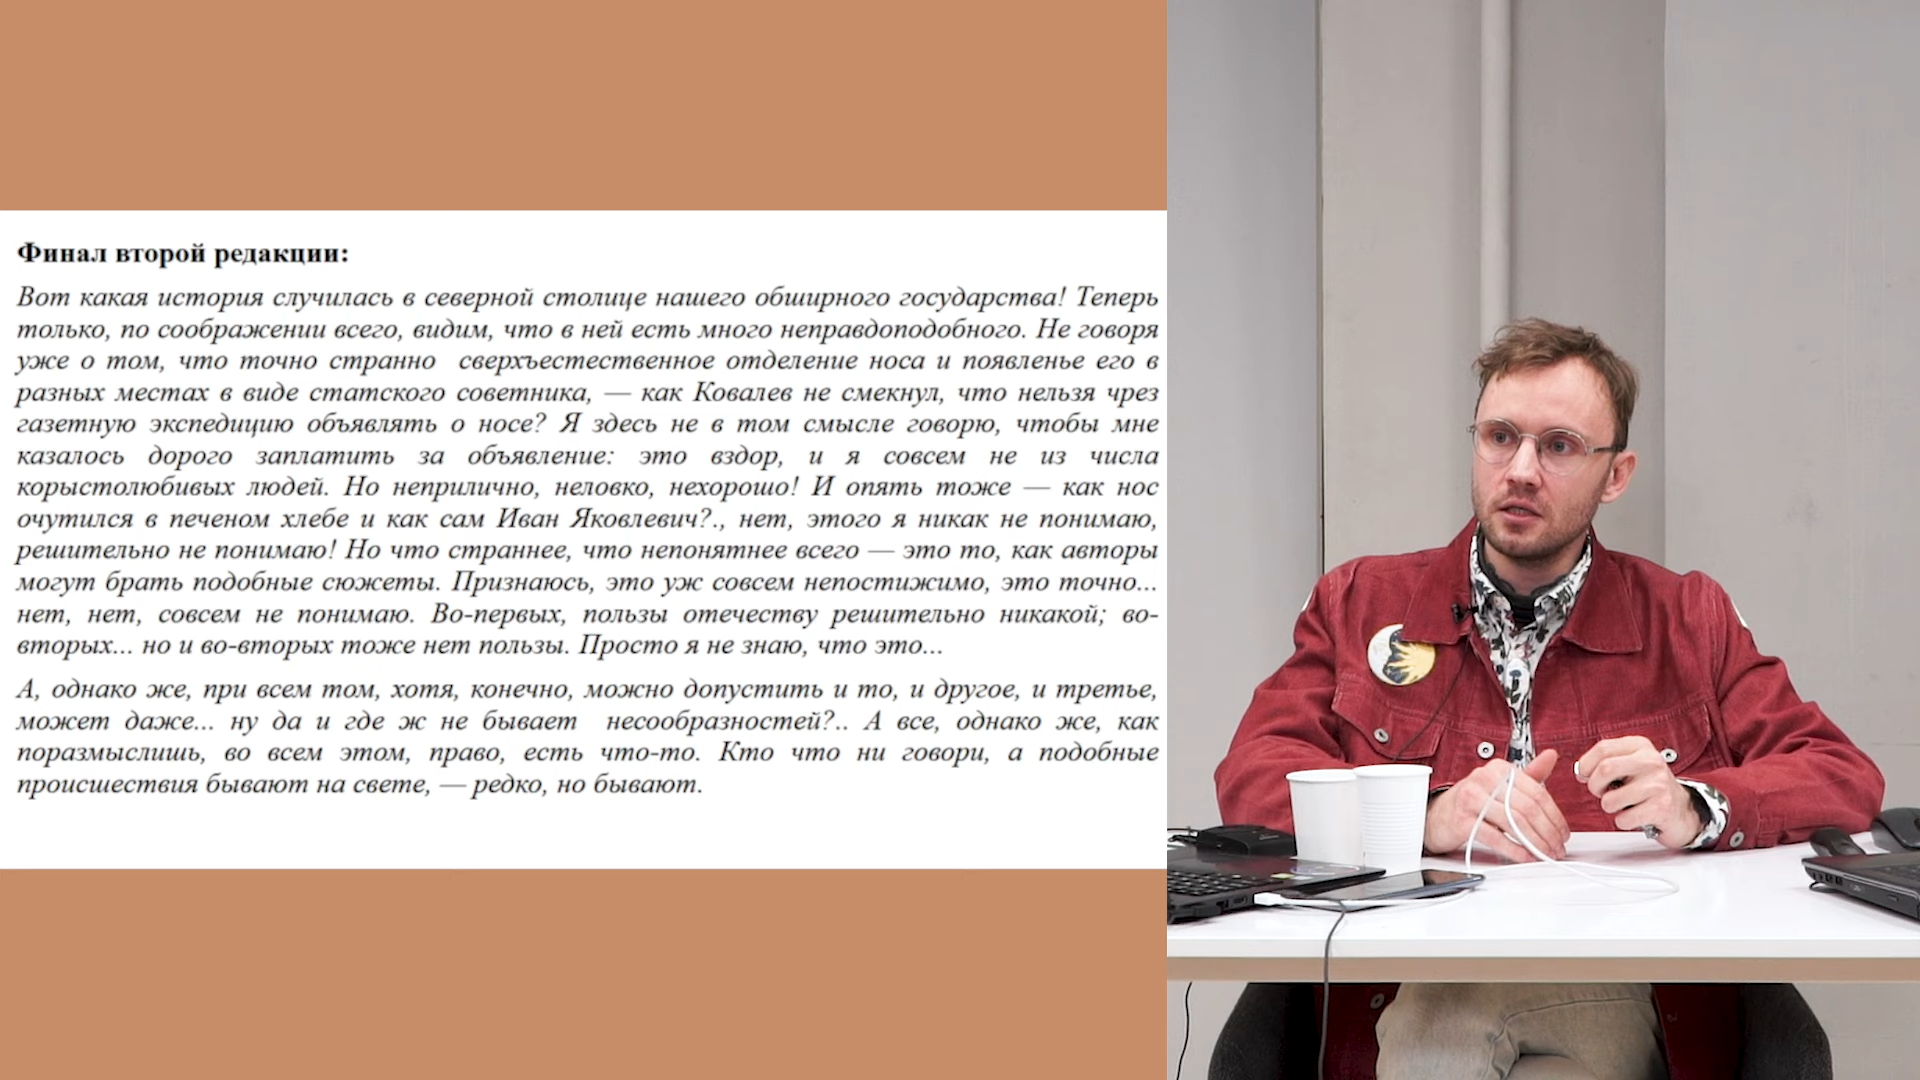 Финал второй редакции:
Вот какая история случилась в северной столице нашего обширного государства! Теперь
только, по соображении всего, видим, что в ней есть много неправдоподобного. Не говоря
уже о том, что точно странно сверхъестественное отделение носа и появленье его в
разных местах в виде статского советника, — как Ковалев не смекнул, что нельзя чрез
газетную экспедицию объявлять о носе? Я здесь не в том смысле говорю, чтобы мне
казалось дорого заплатить за объявление: это вздор, и я совсем не из числа
корыстолюбивых людей. Но неприлично, неловко, нехорошо! И опять тоже — как нос
очутился в печеном хлебе и как сам Иван Яковлевич?., нет, этого я никак не понимаю,
решительно не понимаю! Но что страннее, что непонятнее всего — это то, как авторы
могут брать подобные сюжеты. Признаюсь, это уж совсем непостижимо, это точно...
нет, нет, совсем не понимаю. Во-первых, пользы отечеству решительно никакой; во-
вторых... но и во-вторых тоже нет пользы. Просто я не знаю, что это...
А, однако же, при всем том, хотя, конечно, можно допустить и то, и другое, и третье,
может даже... ну да и где ж не бывает несообразностей?.. А все, однако же, как
поразмыслишь, во всем этом, право, есть что-то. Кто что ни говори, а подобные
происшествия бывают на свете, — редко, но бывают.